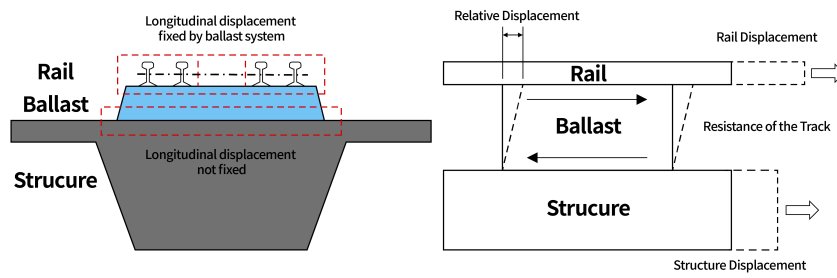 Longitudinal displacement
fixed by ballast system
Rail
Ballast
Longitudinal displacement
not fixed
Strucure
Relative Displacement
Rail Displacement
Rail
Ballast
Resistance of the Track
Strucure
Structure Displacement